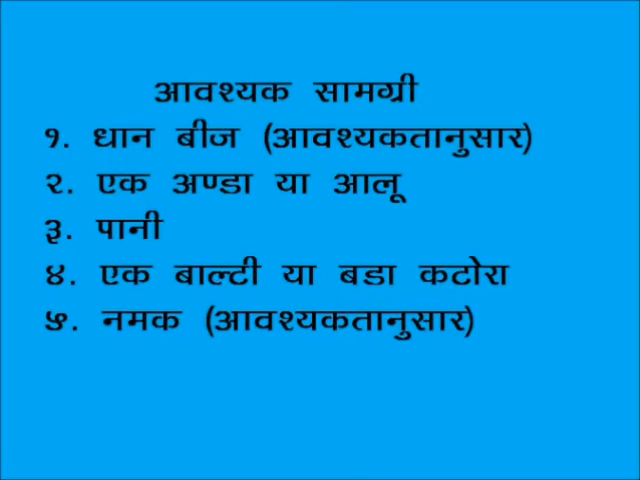 आवश्यक सामग्री
१. धान बीज (आवश्यकतानुसार)
२. एक अण्डा या आलू
३. पानी
४. एक बाल्टी या बडा कटोरा
५. नमक (आवश्यकतानुसार)